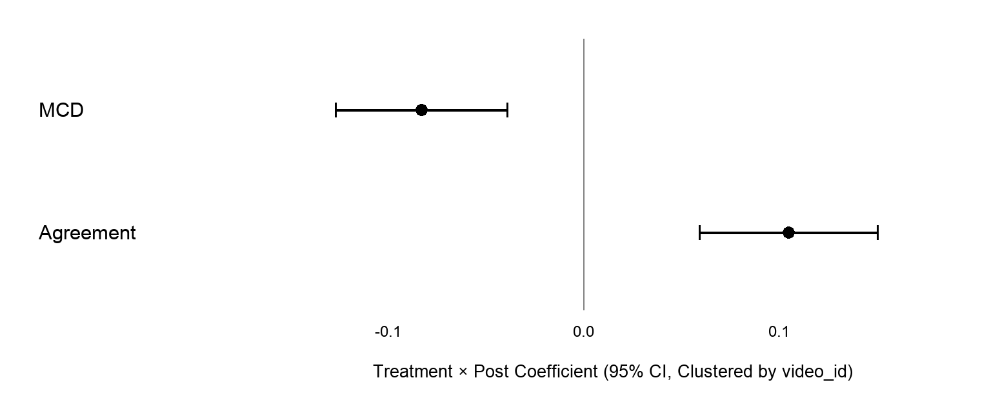 MCD
Agreement
-0.1 0.0 0.1
Treatment × Post Coefficient (95% CI, Clustered by video_id)